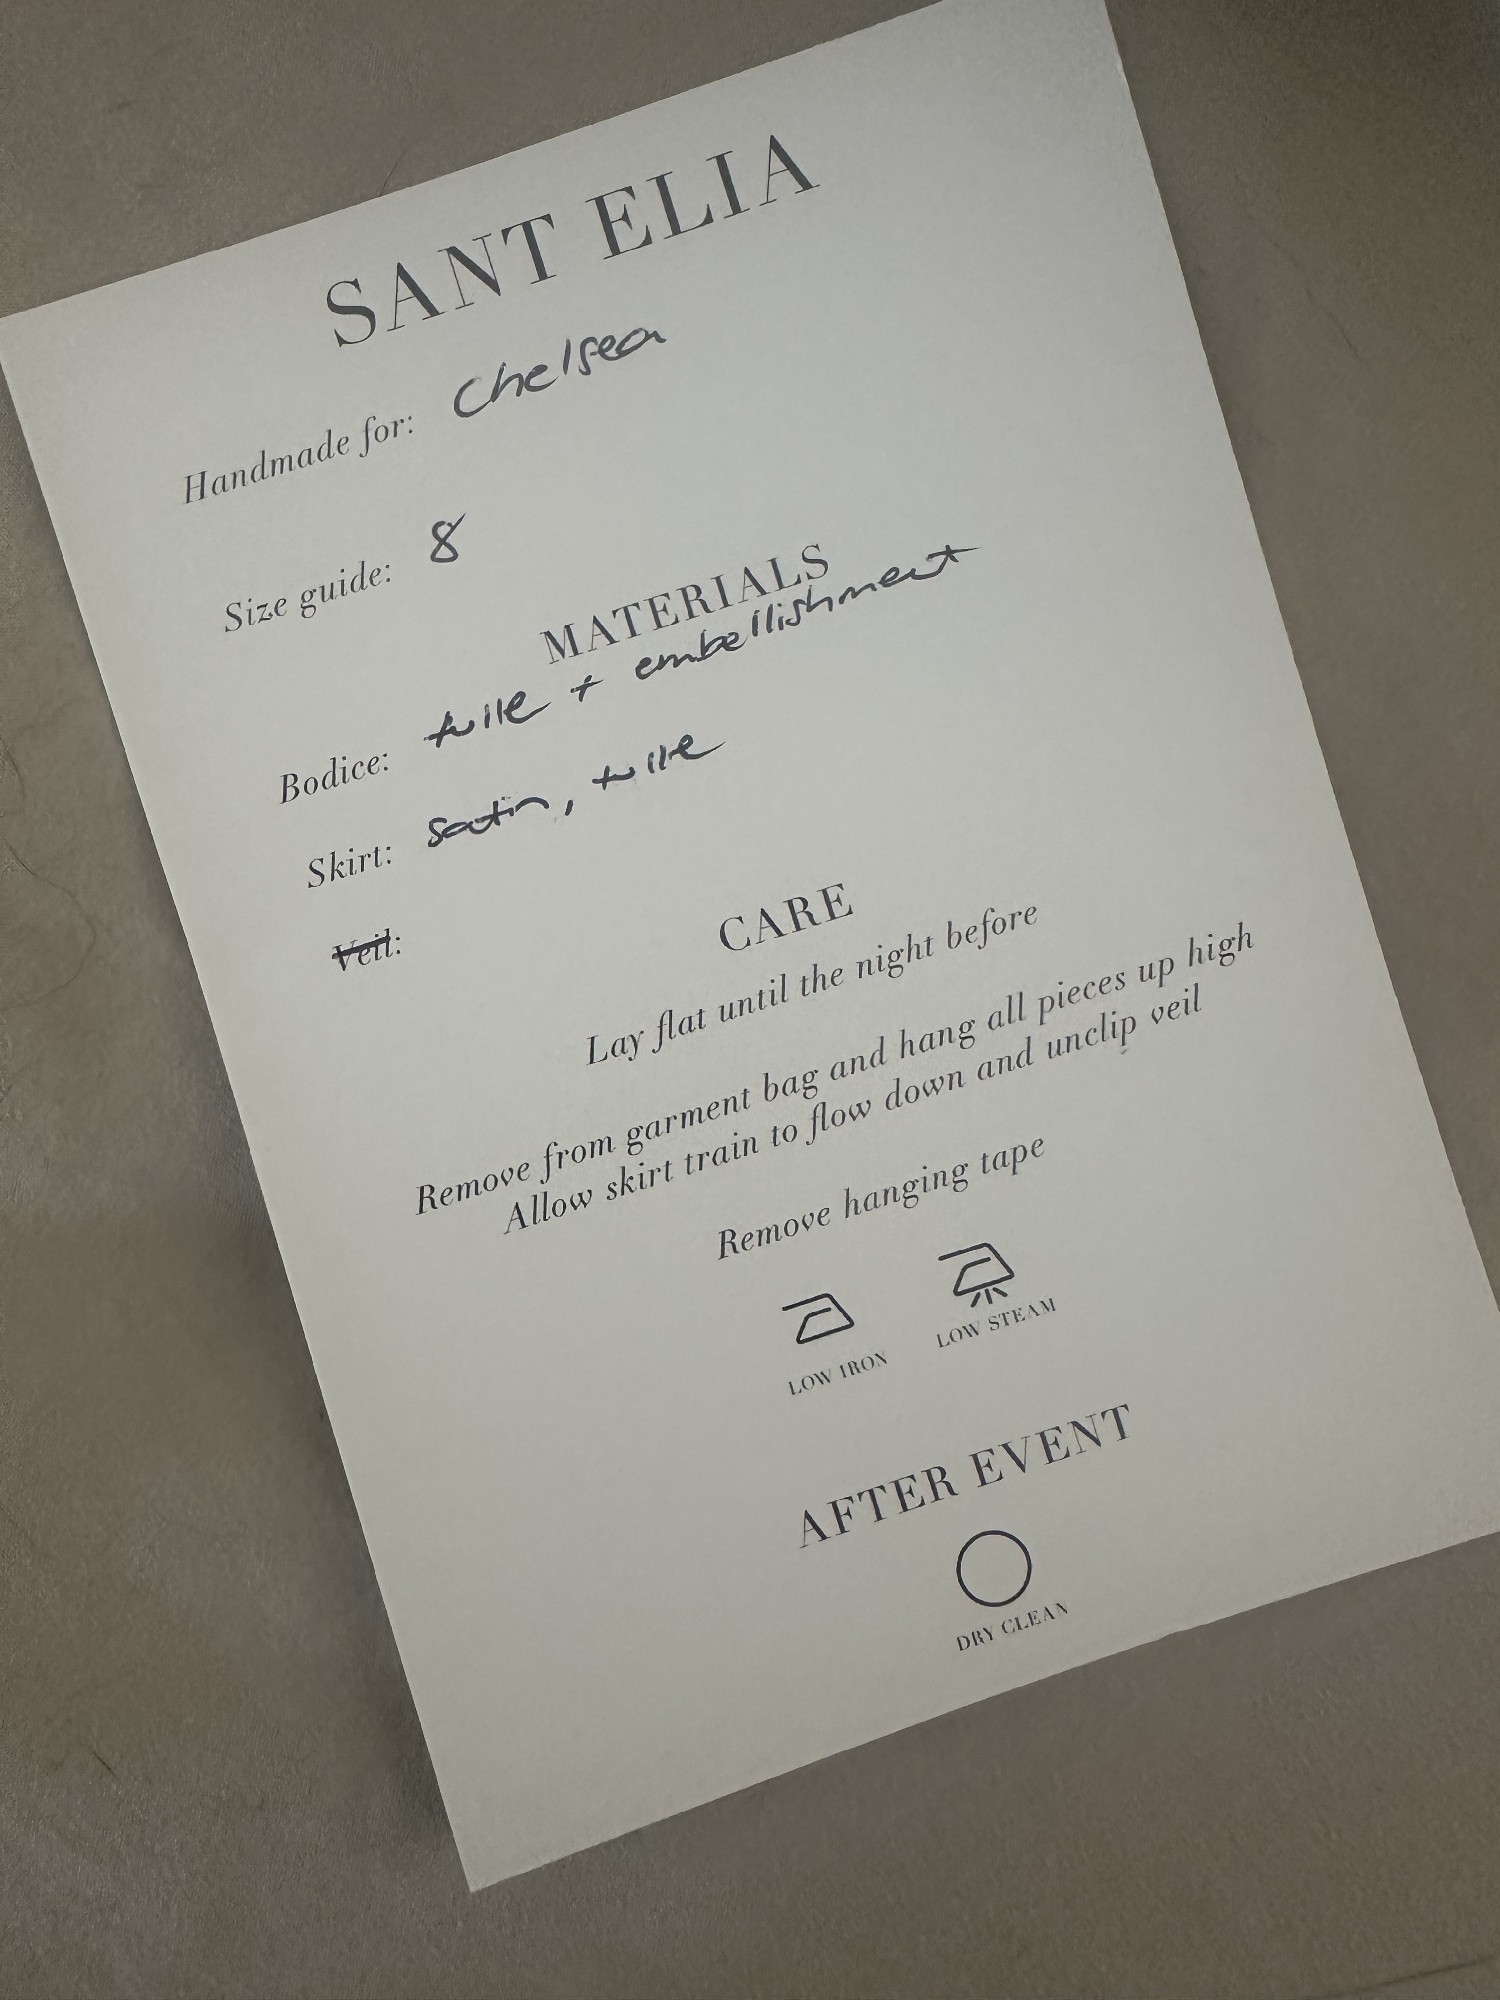 SANT ELIA
Handmade for: Chelsea
Size guide: 8
MATERIALS
Bodice: tulle + embellishment
Skirt: satin, tulle
Veil:
CARE
Lay flat until the night before
Remove from garment bag and hang all pieces up high
Allow skirt train to flow down and unclip veil
Remove hanging tape
LOW IRON LOW STEAM
AFTER EVENT
DRY CLEAN